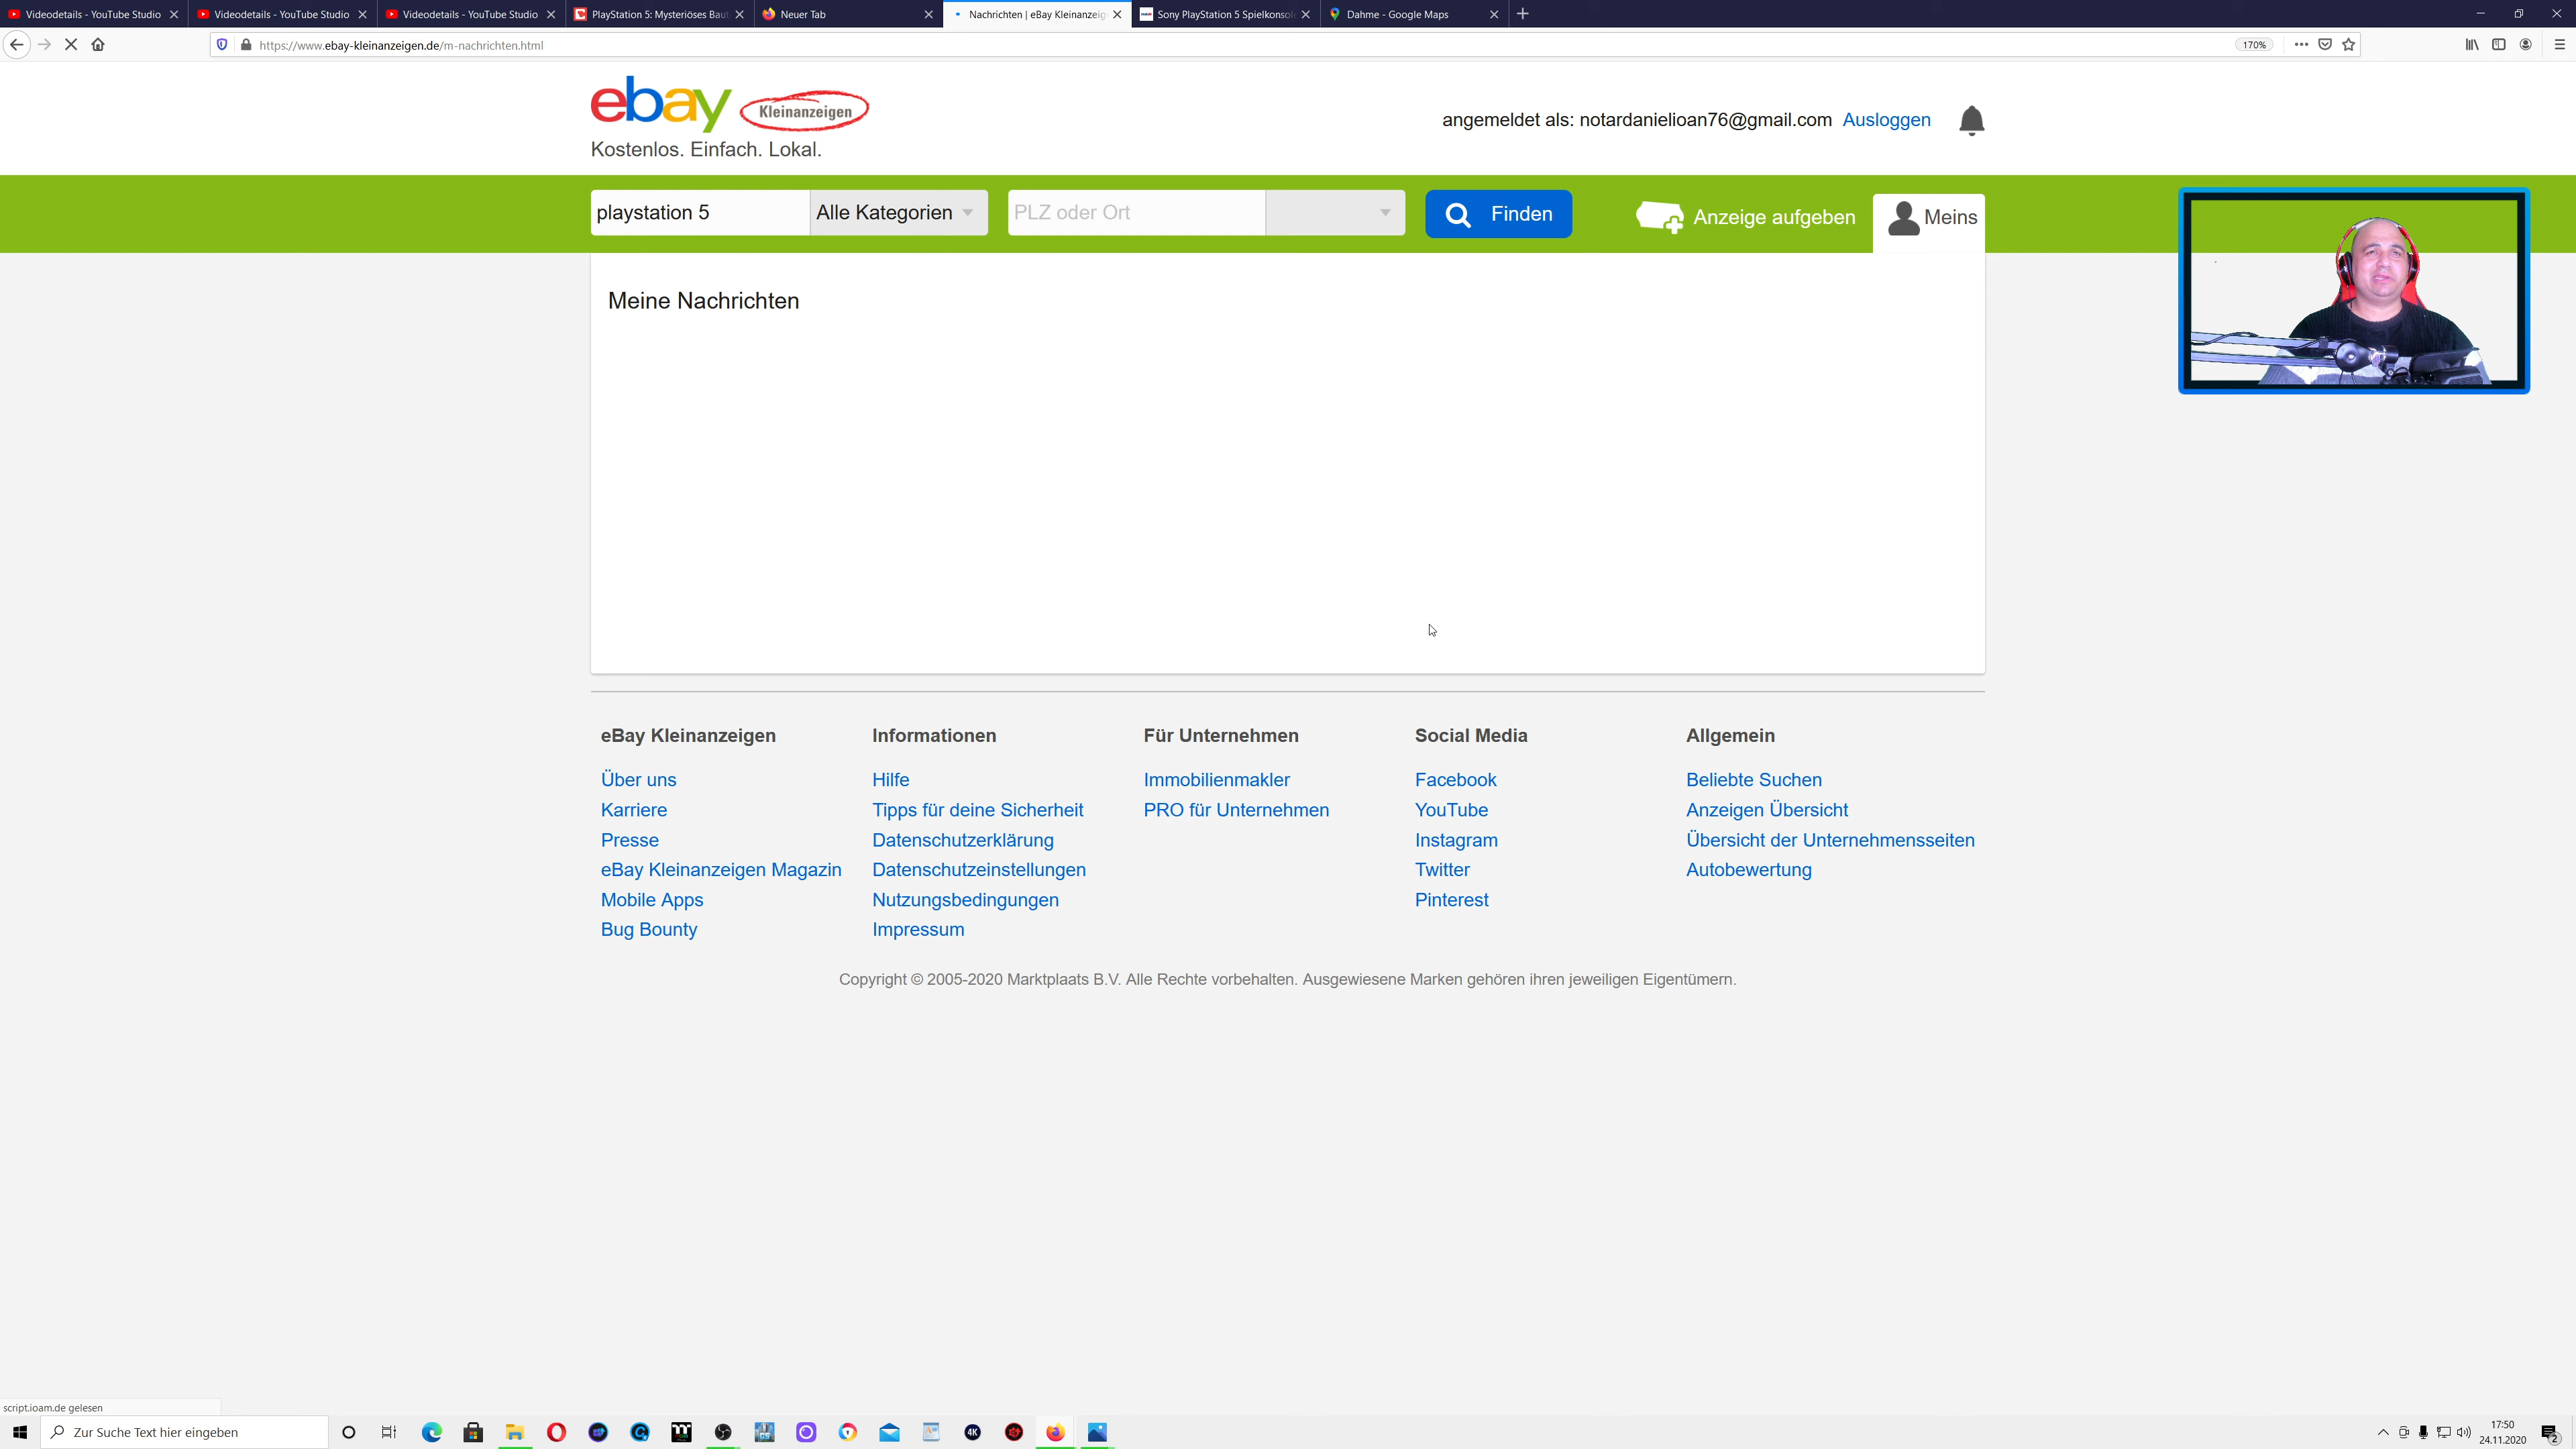 Videodetails - YouTube Studio
Videodetails - YouTube Studio
Videodetails - YouTube Studio
PlayStation 5: Mysteriöses Baut
Neuer Tab
Nachrichten | eBay Kleinanzeig
Sony PlayStation 5 Spielkonsol
Dahme - Google Maps
https://www.ebay-kleinanzeigen.de/m-nachrichten.html
170%
ebay Kleinanzeigen
Kostenlos. Einfach. Lokal.
angemeldet als: notardanielioan76@gmail.com Ausloggen
playstation 5
Alle Kategorien
PLZ oder Ort
Finden
Anzeige aufgeben
Meins
Meine Nachrichten
eBay Kleinanzeigen
Über uns
Karriere
Presse
eBay Kleinanzeigen Magazin
Mobile Apps
Bug Bounty
Informationen
Hilfe
Tipps für deine Sicherheit
Datenschutzerklärung
Datenschutzeinstellungen
Nutzungsbedingungen
Impressum
Für Unternehmen
Immobilienmakler
PRO für Unternehmen
Social Media
Facebook
YouTube
Instagram
Twitter
Pinterest
Allgemein
Beliebte Suchen
Anzeigen Übersicht
Übersicht der Unternehmensseiten
Autobewertung
Copyright © 2005-2020 Marktplaats B.V. Alle Rechte vorbehalten. Ausgewiesene Marken gehören ihren jeweiligen Eigentümern.
script.ioam.de gelesen
Zur Suche Text hier eingeben
4K
17:50
24.11.2020
2